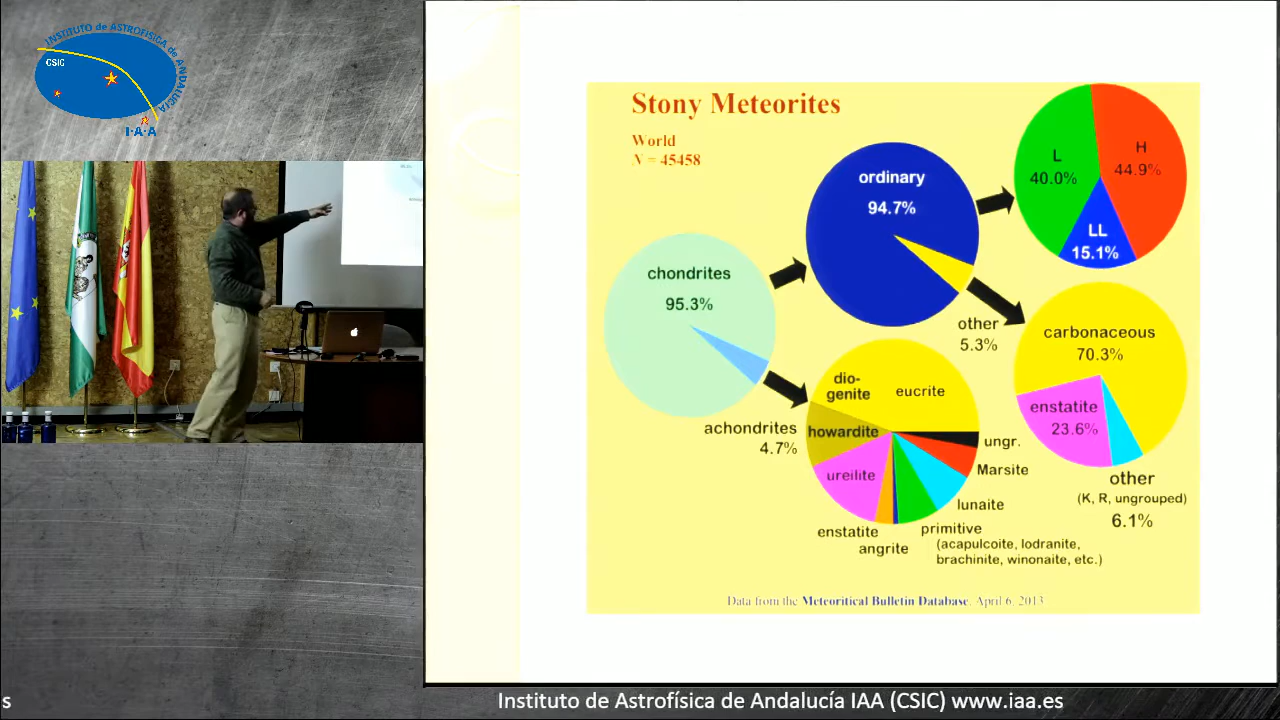 INSTITUTO de ASTROFÍSICA de ANDALUCÍA
CSIC
I·A·A
Stony Meteorites
World
N = 45458
chondrites
95.3%
achondrites
4.7%
ordinary
94.7%
other
5.3%
L
40.0%
H
44.9%
LL
15.1%
carbonaceous
70.3%
enstatite
23.6%
other
(K, R, ungrouped)
6.1%
dio-
genite
eucrite
howardite
ureilite
enstatite
angrite
primitive
(acapulcoite, lodranite,
brachinite, winonaite, etc.)
lunaite
Marsite
ungr.
Data from the Meteoritical Bulletin Database. April 6, 2013
s
Instituto de Astrofísica de Andalucía IAA (CSIC) www.iaa.es